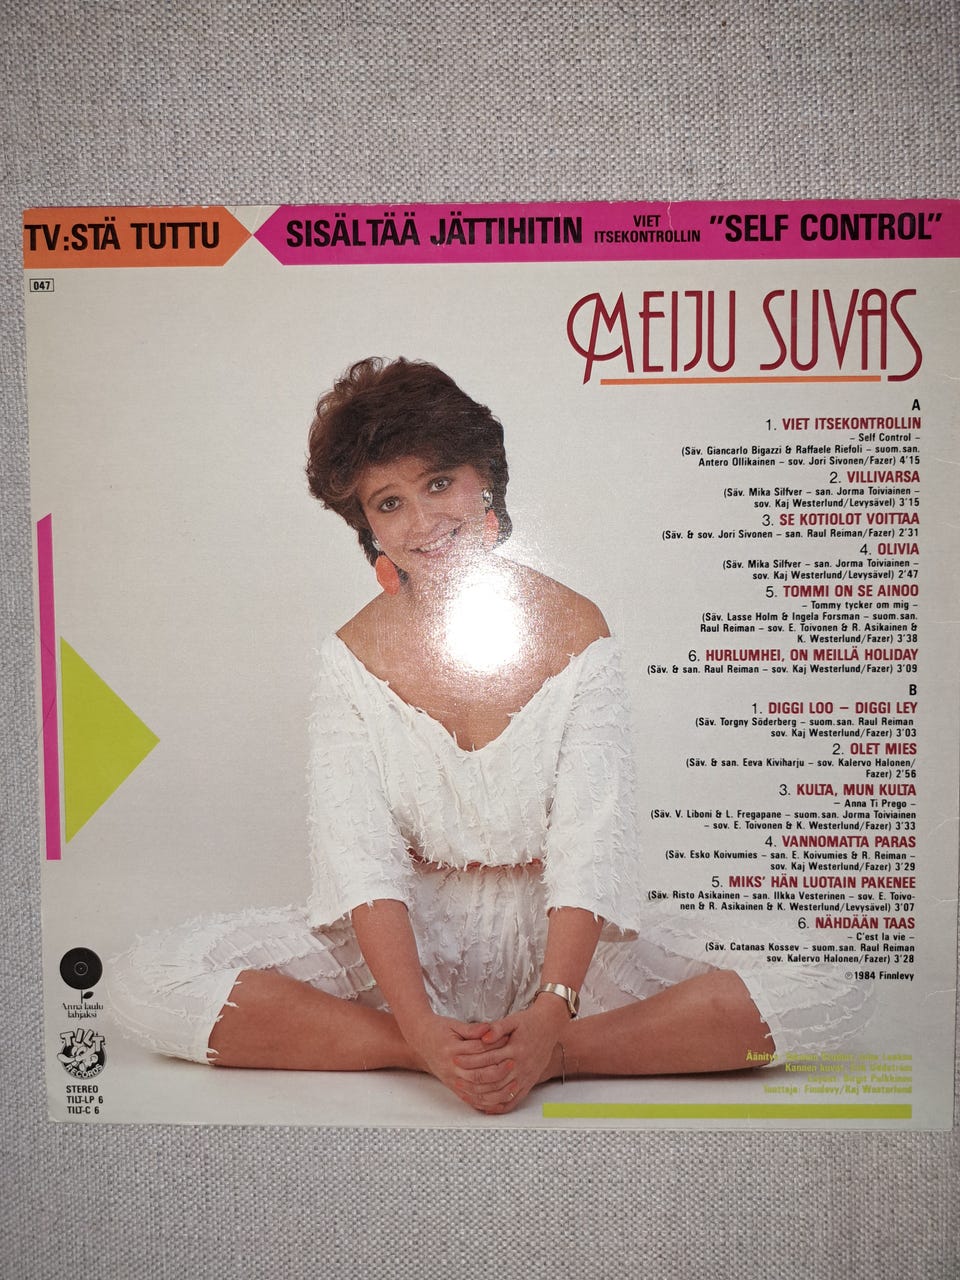 TV:STÄ TUTTU
SISÄLTÄÄ JÄTTIHITIN
VIET
ITSEKONTROLLIN
"SELF CONTROL"
047
MEIJU SUVAS
A
1. VIET ITSEKONTROLLIN
– Self Control –
(Säv. Giancarlo Bigazzi & Raffaele Riefoli – suom.san.
Antero Ollikainen – sov. Jori Sivonen/Fazer) 4'15
2. VILLIVARSA
(Säv. Mika Silfver – san. Jorma Toiviainen –
sov. Kaj Westerlund/Levysävel) 3'15
3. SE KOTIOLOT VOITTAA
(Säv. & sov. Jori Sivonen – san. Raul Reiman/Fazer) 2'31
4. OLIVIA
(Säv. Mika Silfver – san. Jorma Toiviainen –
sov. Kaj Westerlund/Levysävel) 2'47
5. TOMMI ON SE AINOO
– Tommy tycker om mig –
(Säv. Lasse Holm & Ingela Forsman – suom.san.
Raul Reiman – sov. E. Toivonen & R. Asikainen &
K. Westerlund/Fazer) 3'38
6. HURLUMHEI, ON MEILLÄ HOLIDAY
(Säv. & san. Raul Reiman – sov. Kaj Westerlund/Fazer) 3'09
B
1. DIGGI LOO – DIGGI LEY
(Säv. Torgny Söderberg – suom.san. Raul Reiman
sov. Kaj Westerlund/Fazer) 3'03
2. OLET MIES
(Säv. & san. Eeva Kiviharju – sov. Kalervo Halonen/
Fazer) 2'56
3. KULTA, MUN KULTA
– Anna Ti Prego –
(Säv. V. Liboni & L. Fregapane – suom.san. Jorma Toiviainen
– sov. E. Toivonen & K. Westerlund/Fazer) 3'33
4. VANNOMATTA PARAS
(Säv. Esko Koivumies – san. E. Koivumies & R. Reiman –
sov. Kaj Westerlund/Fazer) 3'29
5. MIKS' HÄN LUOTAIN PAKENEE
(Säv. Risto Asikainen – san. Ilkka Vesterinen – sov. E. Toivo-
nen & R. Asikainen & K. Westerlund/Levysävel) 3'07
6. NÄHDÄÄN TAAS
– C'est la vie –
(Säv. Catanas Kossev – suom.san. Raul Reiman
sov. Kalervo Halonen/Fazer) 3'28
℗ 1984 Finnlevy
Anna laulu
lahjaksi
TILT
RECORDS
STEREO
TILT-LP 6
TILT-C 6
Kannen kuvat:
Birgit Pulkkinen
Tuottaja: Finnlevy/Kaj Westerlund